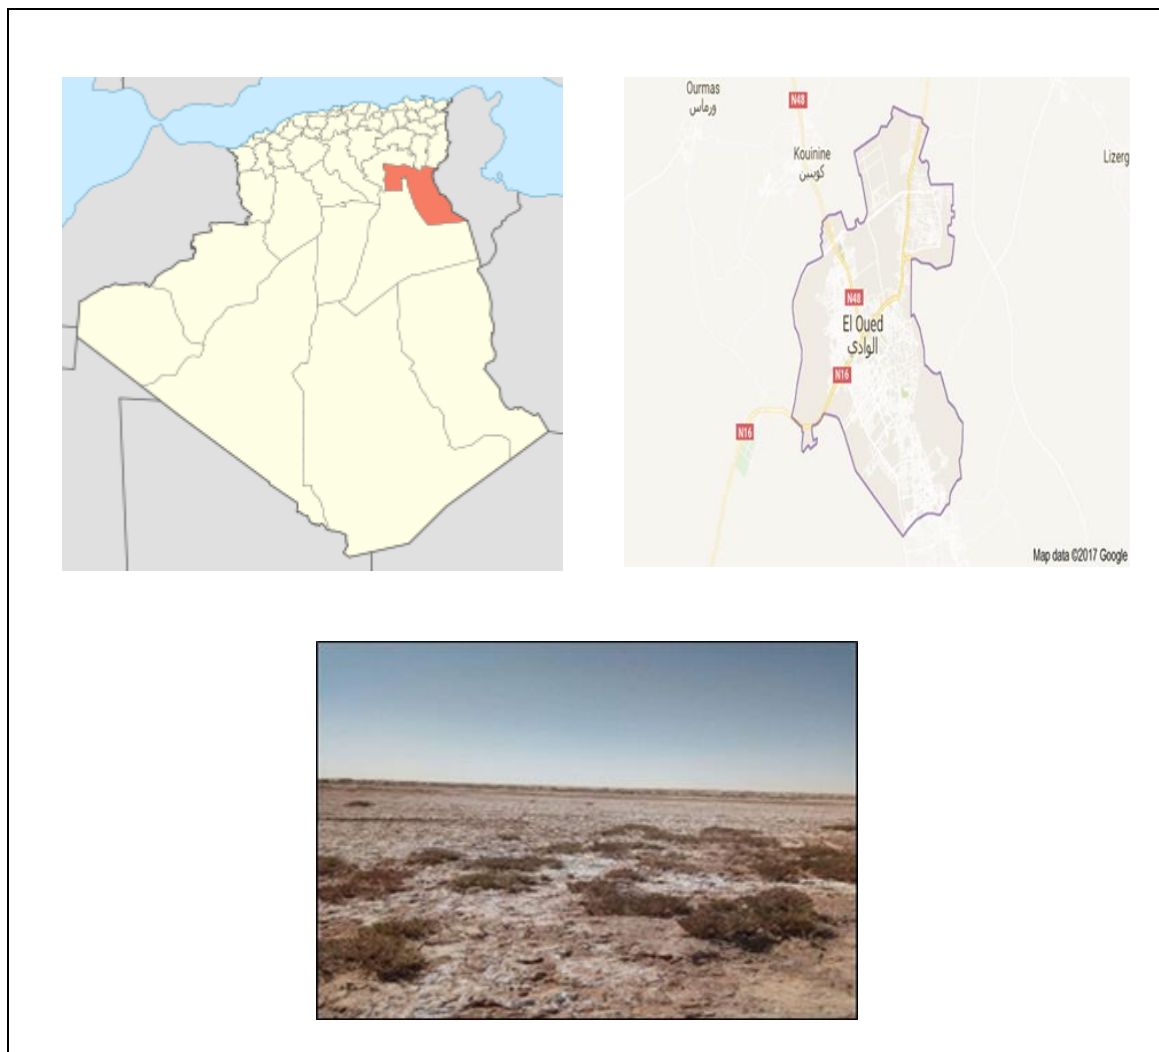 Ourmas
ورماس
N48
Kouinine
كوينين
Lizerg
N48
El Oued
الوادي
N16
N16
Map data ©2017 Google